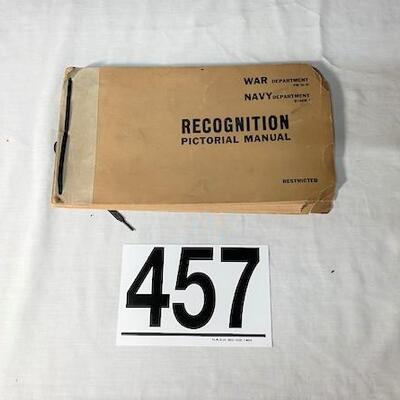 WAR DEPARTMENT
NAVY DEPARTMENT
RECOGNITION
PICTORIAL MANUAL
RESTRICTED
457